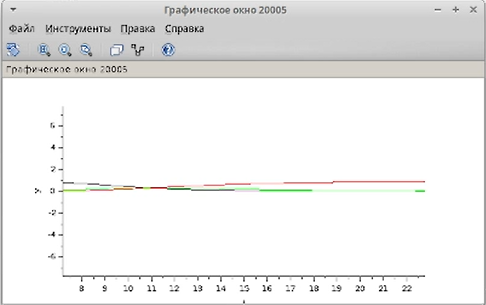 Графическое окно 20005
Файл Инструменты Правка Справка
Графическое окно 20005
6
4
2
y 0
-2
-4
-6
8 9 10 11 12 13 14 15 16 17 18 19 20 21 22